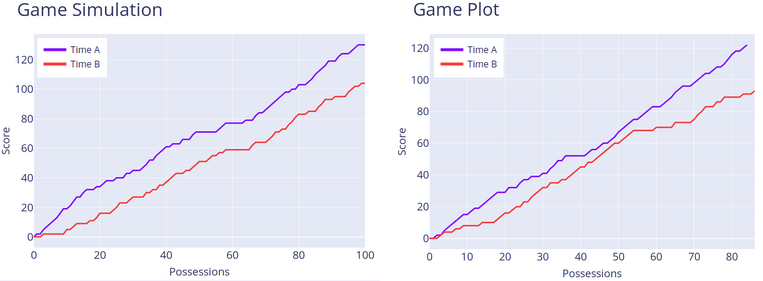 Game Simulation
Time A
Time B
120
100
80
60
40
20
0
Score
0 20 40 60 80 100
Possessions
Game Plot
Time A
Time B
120
100
80
60
40
20
0
Score
0 10 20 30 40 50 60 70 80
Possessions